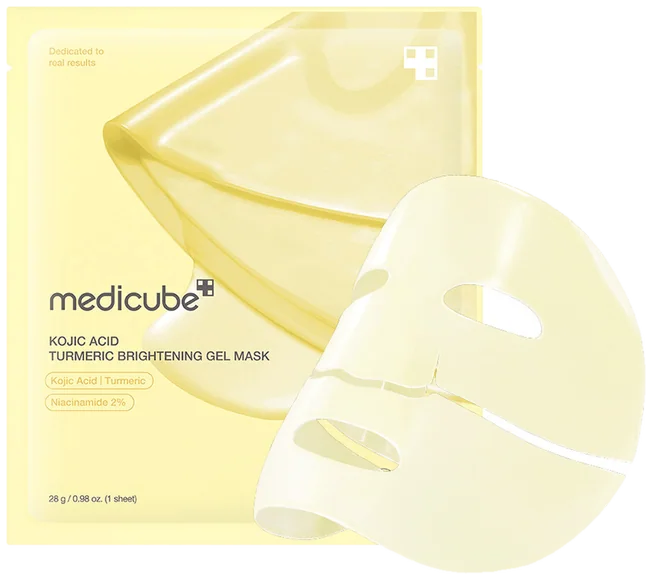 Dedicated to
real results
medicube
KOJIC ACID
TURMERIC BRIGHTENING GEL MASK
Kojic Acid | Turmeric
Niacinamide 2%
28 g / 0.98 oz. (1 sheet)